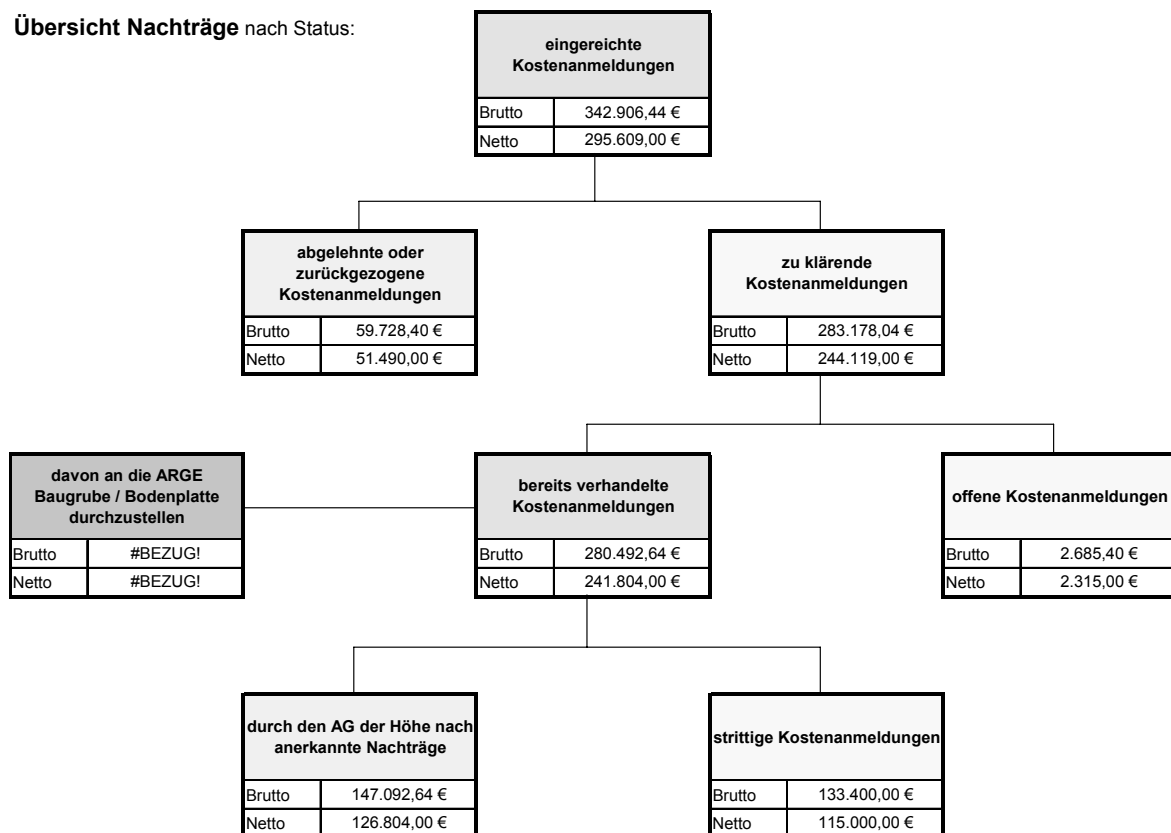 Übersicht Nachträge nach Status:
eingereichte
Kostenanmeldungen
Brutto 342.906,44 €
Netto 295.609,00 €
abgelehnte oder
zurückgezogene
Kostenanmeldungen
Brutto 59.728,40 €
Netto 51.490,00 €
zu klärende
Kostenanmeldungen
Brutto 283.178,04 €
Netto 244.119,00 €
davon an die ARGE
Baugrube / Bodenplatte
durchzustellen
Brutto #BEZUG!
Netto #BEZUG!
bereits verhandelte
Kostenanmeldungen
Brutto 280.492,64 €
Netto 241.804,00 €
offene Kostenanmeldungen
Brutto 2.685,40 €
Netto 2.315,00 €
durch den AG der Höhe nach
anerkannte Nachträge
Brutto 147.092,64 €
Netto 126.804,00 €
strittige Kostenanmeldungen
Brutto 133.400,00 €
Netto 115.000,00 €